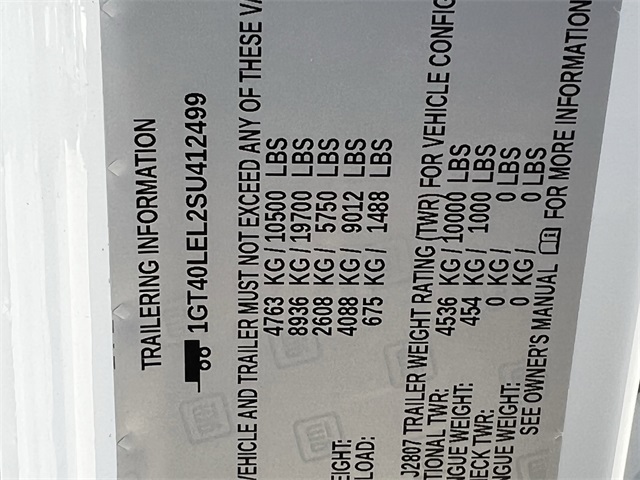 TRAILERING INFORMATION
1GT40LEL2SU412499
VEHICLE AND TRAILER MUST NOT EXCEED ANY OF THESE VA
4763 KG / 10500 LBS
8936 KG / 19700 LBS
2608 KG / 5750 LBS
EIGHT: 4088 KG / 9012 LBS
LOAD: 675 KG / 1488 LBS
J2807 TRAILER WEIGHT RATING (TWR) FOR VEHICLE CONFIG
TIONAL TWR: 4536 KG / 10000 LBS
NGUE WEIGHT: 454 KG / 1000 LBS
HECK TWR: 0 KG / 0 LBS
NGUE WEIGHT: 0 KG / 0 LBS
SEE OWNER'S MANUAL FOR MORE INFORMATION